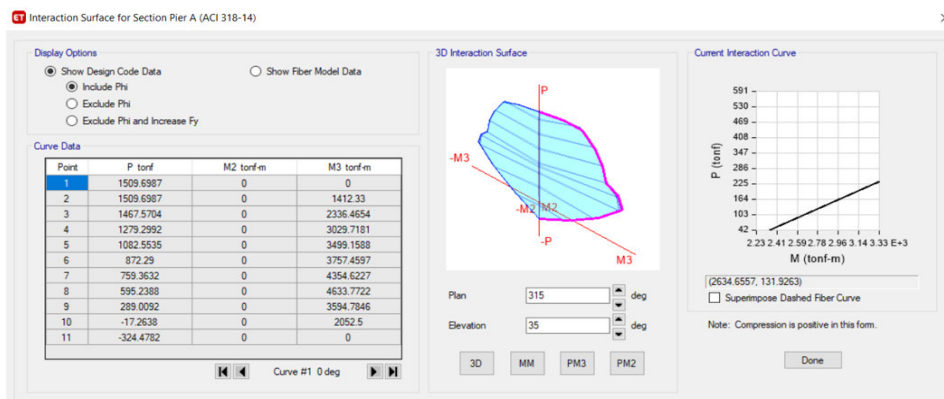 ET Interaction Surface for Section Pier A (ACI 318-14)
Display Options
Show Design Code Data
Show Fiber Model Data
Include Phi
Exclude Phi
Exclude Phi and Increase Fy
Curve Data
Point P tonf M2 tonf-m M3 tonf-m
1 1509.6987 0 0
2 1509.6987 0 1412.33
3 1467.5704 0 2336.4654
4 1279.2992 0 3029.7181
5 1082.5535 0 3499.1588
6 872.29 0 3757.4597
7 759.3632 0 4354.6227
8 595.2388 0 4633.7722
9 289.0092 0 3594.7846
10 -17.2638 0 2052.5
11 -324.4782 0 0
Curve #1 0 deg
3D Interaction Surface
P
-M3
-M2 M2
-P
M3
Plan 315 deg
Elevation 35 deg
3D MM PM3 PM2
Current Interaction Curve
591
530
469
408
347
286
225
164
103
42
P (tonf)
2.23 2.41 2.59 2.78 2.96 3.14 3.33 E+3
M (tonf-m)
(2634.6557, 131.9263)
Superimpose Dashed Fiber Curve
Note: Compression is positive in this form.
Done